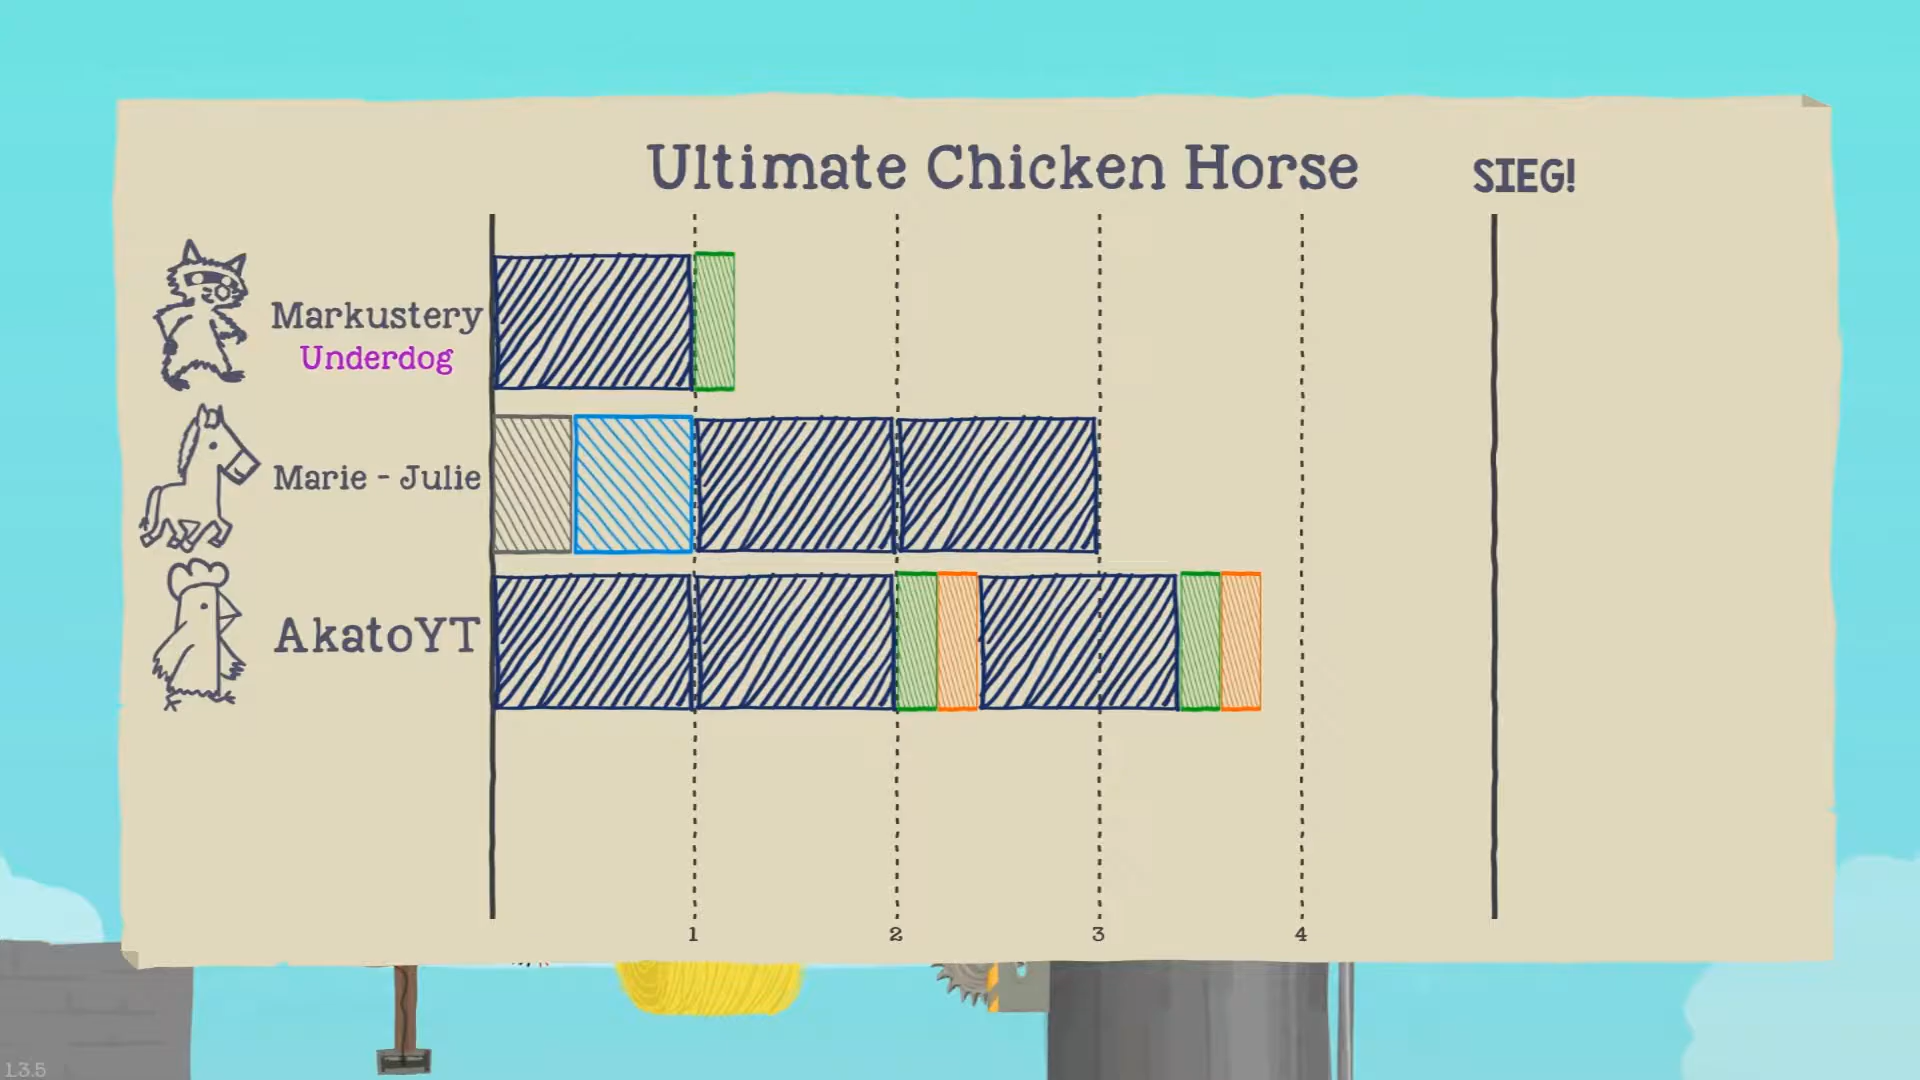 Ultimate Chicken Horse
SIEG!
Markustery
Underdog
Marie - Julie
AkatoYT
1 2 3 4
1.3.5